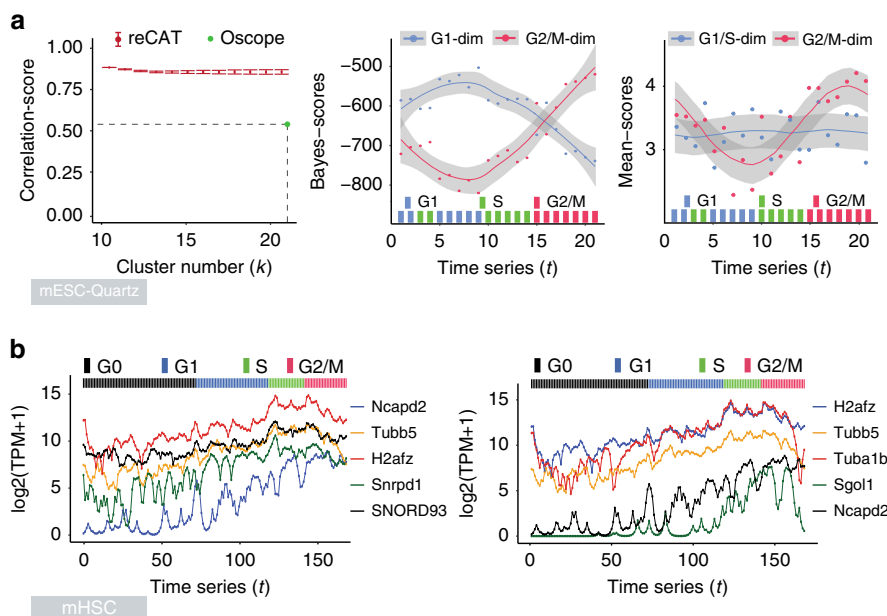 a
reCAT Oscope
Correlation-score
1.00
0.75
0.50
0.25
0.00
10 15 20
Cluster number (k)
G1-dim G2/M-dim
Bayes-scores
−500
−600
−700
−800
G1 S G2/M
0 5 10 15 20
Time series (t)
G1/S-dim G2/M-dim
Mean-scores
4
3
G1 S G2/M
0 5 10 15 20
Time series (t)
mESC-Quartz
b
G0 G1 S G2/M
log2(TPM+1)
15
10
5
0
0 50 100 150
Time series (t)
Ncapd2
Tubb5
H2afz
Snrpd1
SNORD93
G0 G1 S G2/M
log2(TPM+1)
15
10
5
0
0 50 100 150
Time series (t)
H2afz
Tubb5
Tuba1b
Sgol1
Ncapd2
mHSC